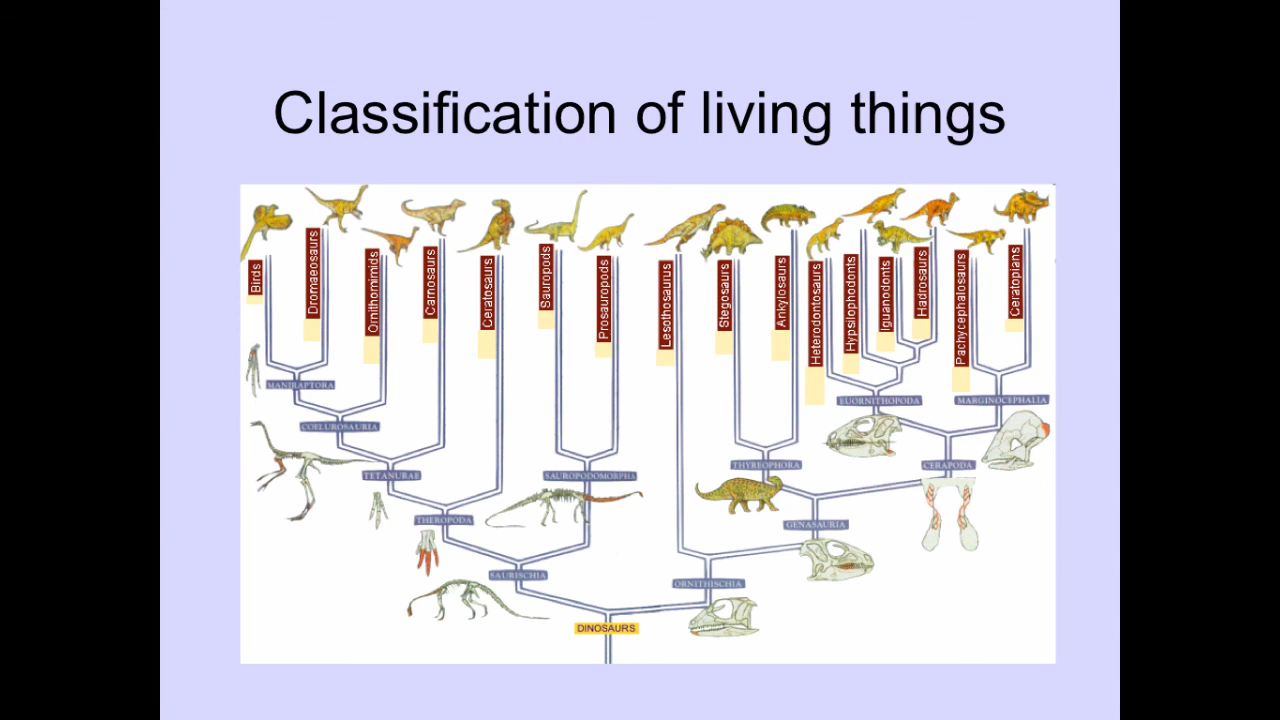 Classification of living things
Birds
Dromaeosaurs
Ornithomimids
Carnosaurs
Ceratosaurs
Sauropods
Prosauropods
Lesothosaurus
Stegosaurs
Ankylosaurs
Heterodontosaurs
Hypsilophodonts
Iguanodonts
Hadrosaurs
Pachycephalosaurs
Ceratopians
MANIRAPTORA
EUORNITHOPODA
MARGINOCEPHALIA
COELUROSAURIA
THYREOPHORA
CERAPODA
TETANURAE
SAUROPODOMORPHA
THEROPODA
GENASAURIA
SAURISCHIA
ORNITHISCHIA
DINOSAURS